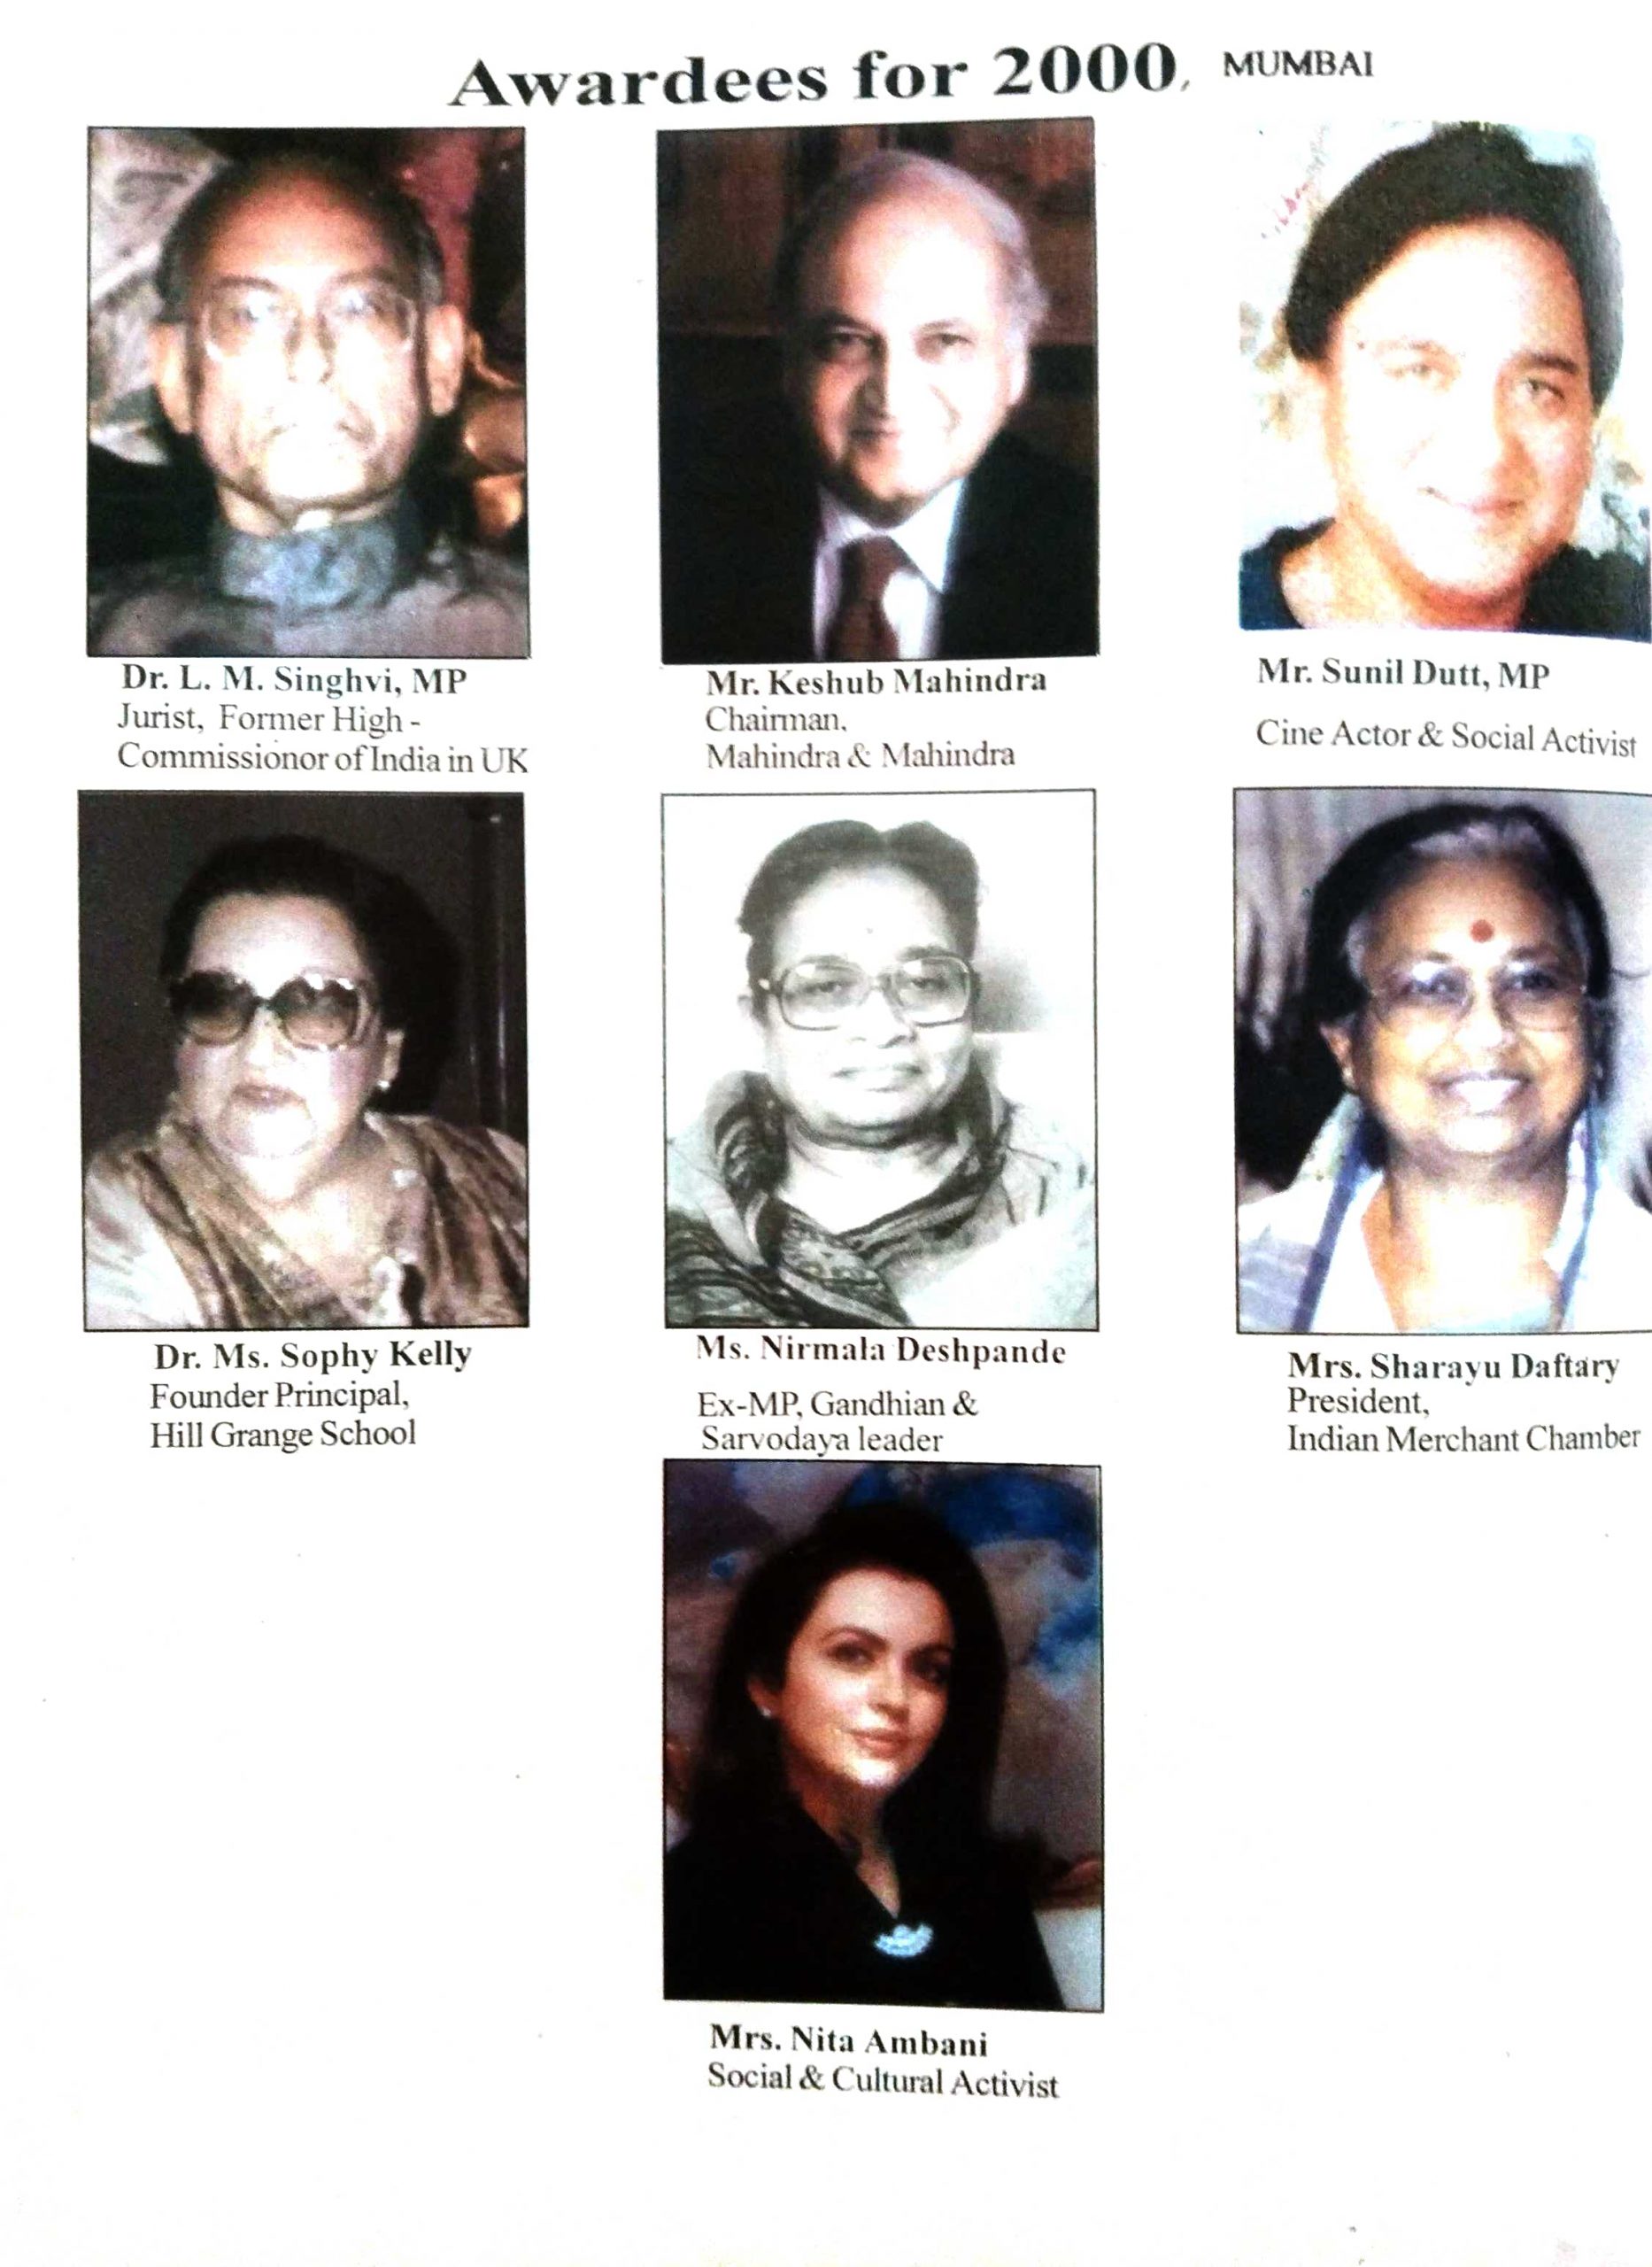 Awardees for 2000, MUMBAI
Dr. L. M. Singhvi, MP
Jurist, Former High -
Commissionor of India in UK
Mr. Keshub Mahindra
Chairman.
Mahindra & Mahindra
Mr. Sunil Dutt, MP
Cine Actor & Social Activist
Dr. Ms. Sophy Kelly
Founder Principal,
Hill Grange School
Ms. Nirmala Deshpande
Ex-MP, Gandhian &
Sarvodaya leader
Mrs. Sharayu Daftary
President,
Indian Merchant Chamber
Mrs. Nita Ambani
Social & Cultural Activist